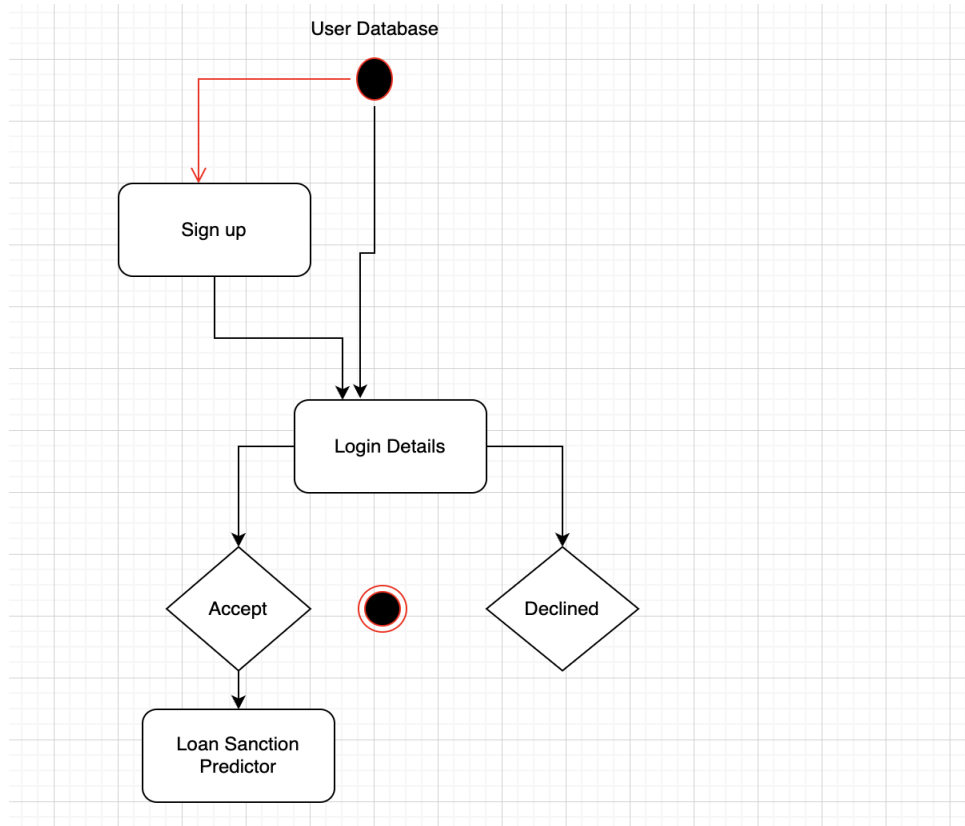 User Database
Sign up
Login Details
Accept
Declined
Loan Sanction
Predictor